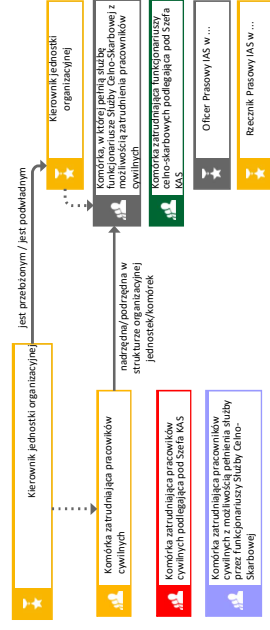 Kierownik jednostki
organizacyjnej
Komórka, w której pełnią służbę
funkcjonariusze Służby Celno-Skarbowej z
możliwością zatrudnienia pracowników
cywilnych
Komórka zatrudniająca funkcjonariuszy
celno-skarbowych podlegająca pod Szefa
KAS
Oficer Prasowy IAS w ...
Rzecznik Prasowy IAS w ...
jest przełożonym / jest podwładnym
nadrzędna/podrzędna w
strukturze organizacyjnej
jednostek/komórek
Kierownik jednostki organizacyjnej
Komórka zatrudniająca pracowików
cywilnych
Komórka zatrudniająca pracowników
cywilnych podlegająca pod Szefa KAS
Komórka zatrudniająca pracowników
cywilnych z możliwością pełnienia służby
przez funkcjonariuszy Służby Celno-
Skarbowej